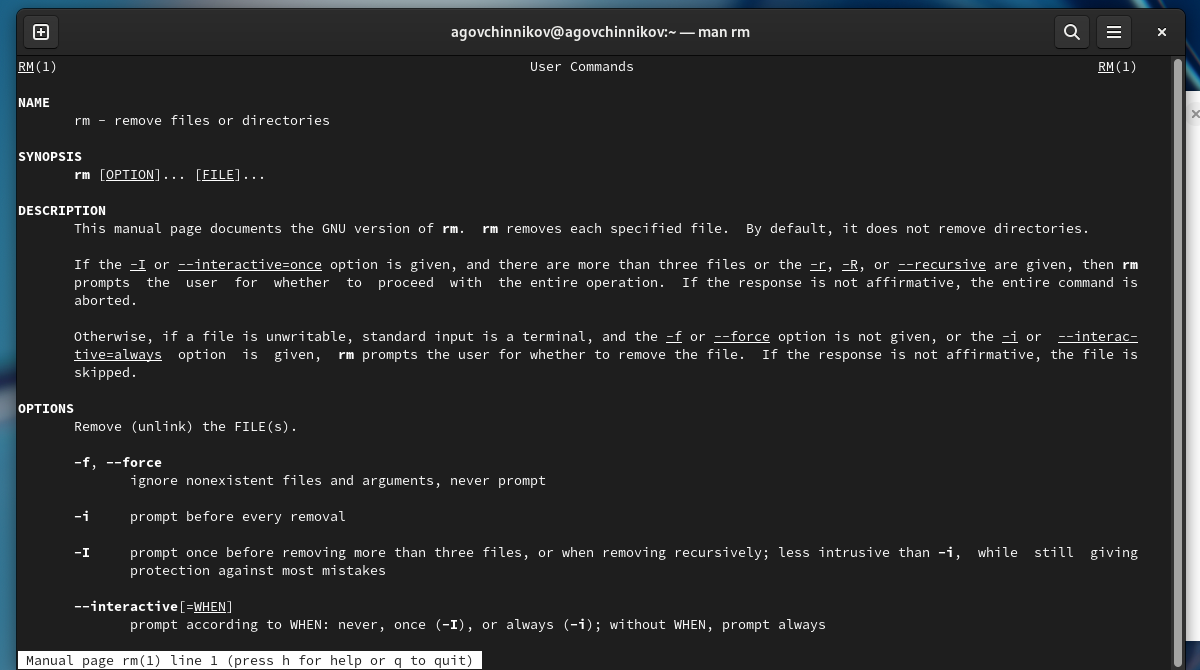 agovchinnikov@agovchinnikov:~ — man rm
RM(1) User Commands RM(1)
NAME
rm - remove files or directories
SYNOPSIS
rm [OPTION]... [FILE]...
DESCRIPTION
This manual page documents the GNU version of rm. rm removes each specified file. By default, it does not remove directories.
If the -I or --interactive=once option is given, and there are more than three files or the -r, -R, or --recursive are given, then rm
prompts the user for whether to proceed with the entire operation. If the response is not affirmative, the entire command is
aborted.
Otherwise, if a file is unwritable, standard input is a terminal, and the -f or --force option is not given, or the -i or --interac-
tive=always option is given, rm prompts the user for whether to remove the file. If the response is not affirmative, the file is
skipped.
OPTIONS
Remove (unlink) the FILE(s).
-f, --force
ignore nonexistent files and arguments, never prompt
-i prompt before every removal
-I prompt once before removing more than three files, or when removing recursively; less intrusive than -i, while still giving
protection against most mistakes
--interactive[=WHEN]
prompt according to WHEN: never, once (-I), or always (-i); without WHEN, prompt always
Manual page rm(1) line 1 (press h for help or q to quit)